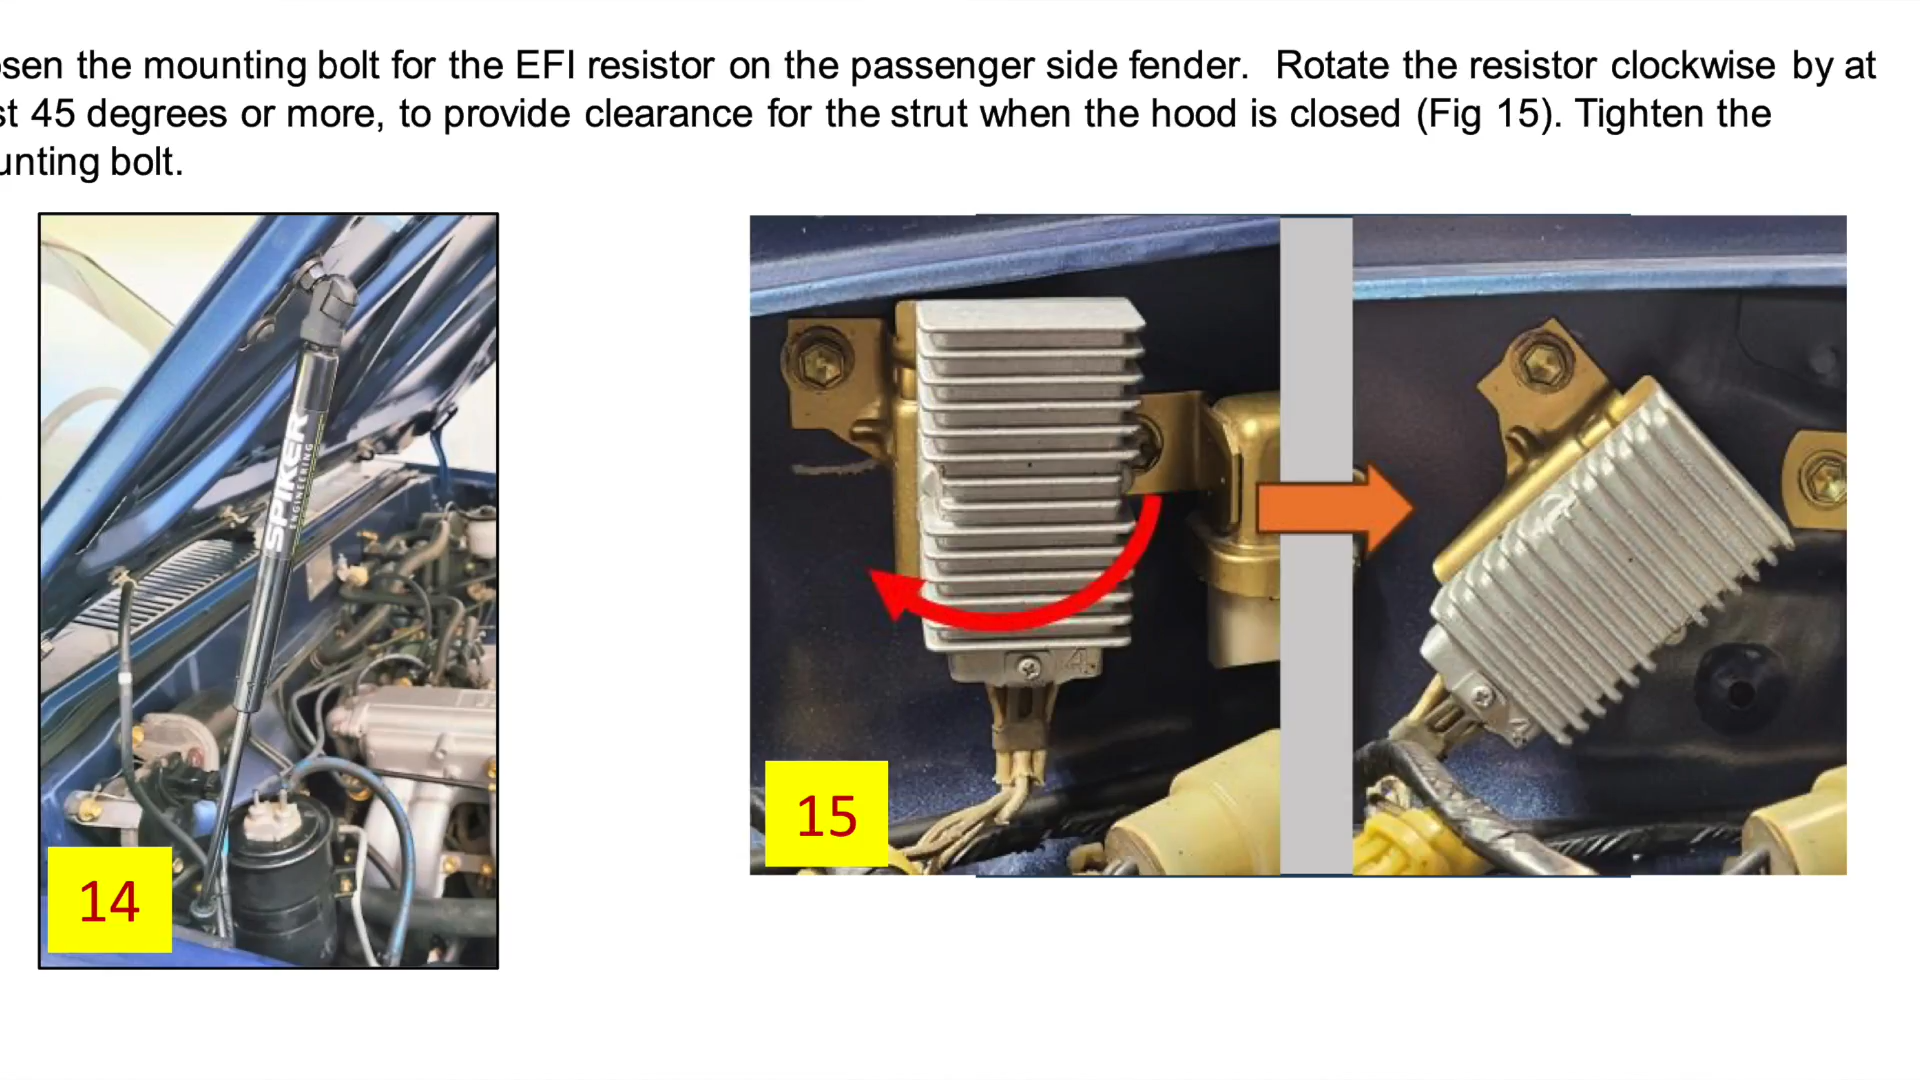 sen the mounting bolt for the EFI resistor on the passenger side fender. Rotate the resistor clockwise by at
st 45 degrees or more, to provide clearance for the strut when the hood is closed (Fig 15). Tighten the
unting bolt.
SPIKER
ENGINEERING
14
15
4
4